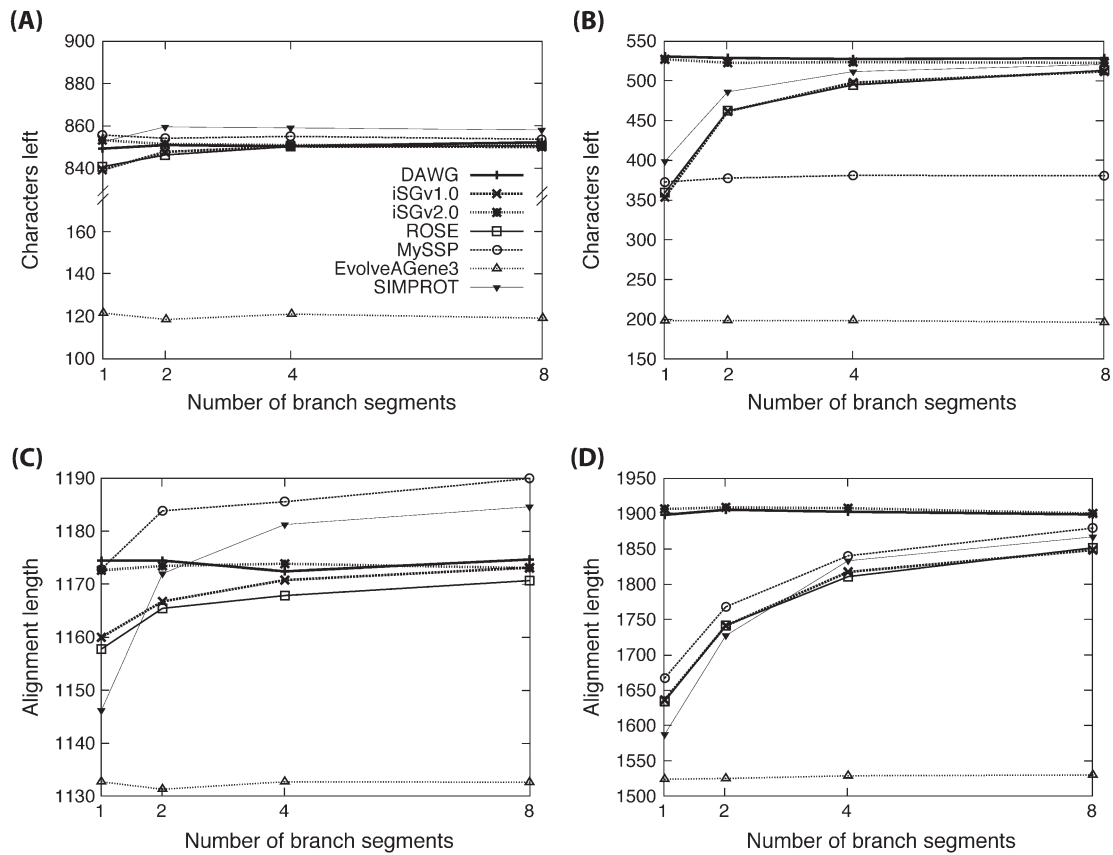 (A)
900
880
860
840
160
140
120
100
Characters left
DAWG
iSGv1.0
iSGv2.0
ROSE
MySSP
EvolveAGene3
SIMPROT
1 2 4 8
Number of branch segments
(B)
550
500
450
400
350
300
250
200
150
Characters left
1 2 4 8
Number of branch segments
(C)
1190
1180
1170
1160
1150
1140
1130
Alignment length
1 2 4 8
Number of branch segments
(D)
1950
1900
1850
1800
1750
1700
1650
1600
1550
1500
Alignment length
1 2 4 8
Number of branch segments